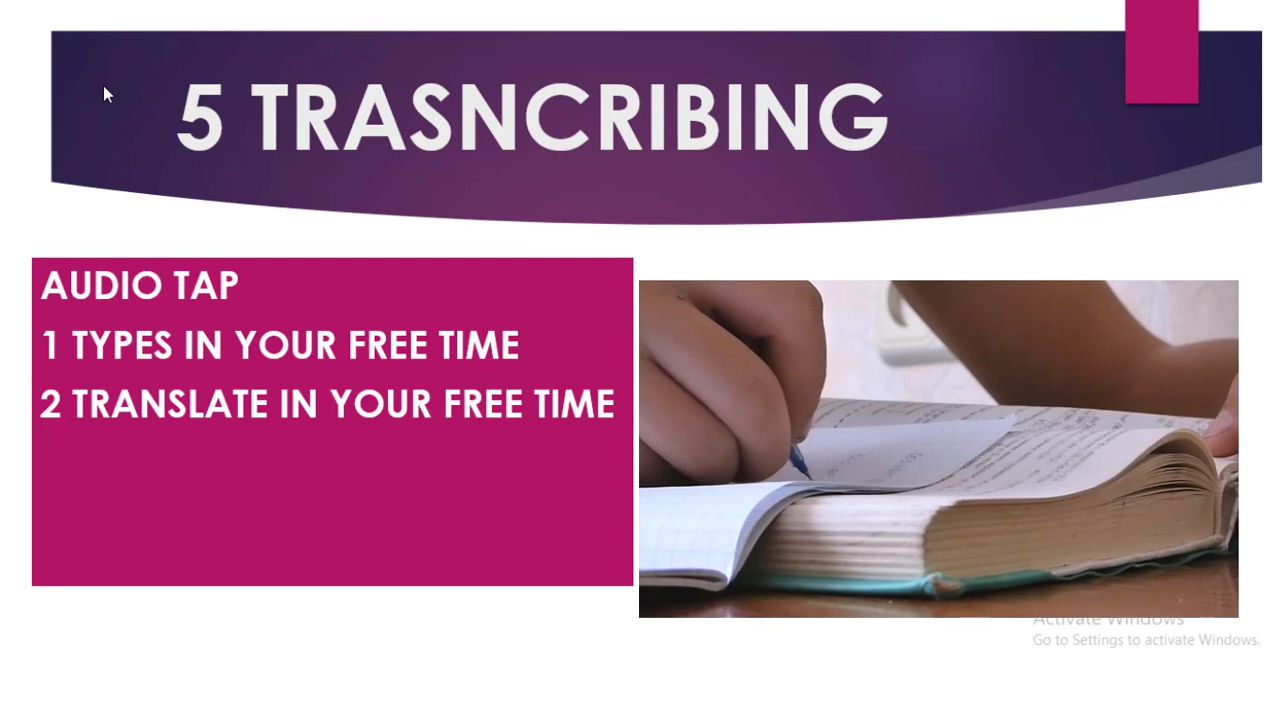 5 TRASNCRIBING
AUDIO TAP
1 TYPES IN YOUR FREE TIME
2 TRANSLATE IN YOUR FREE TIME
Activate Windows
Go to Settings to activate Windows.